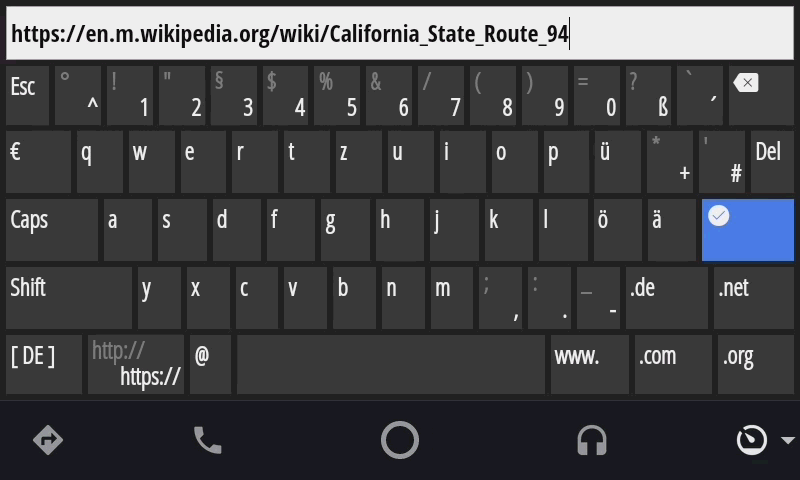 https://en.m.wikipedia.org/wiki/California_State_Route_94
Esc ° ^ ! 1 " 2 § 3 $ 4 % 5 & 6 / 7 ( 8 ) 9 = 0 ? ß ` ´
€ q w e r t z u i o p ü * + ' # Del
Caps a s d f g h j k l ö ä
Shift y x c v b n m ; , : . _ - .de .net
[ DE ] http:// https:// @ www. .com .org